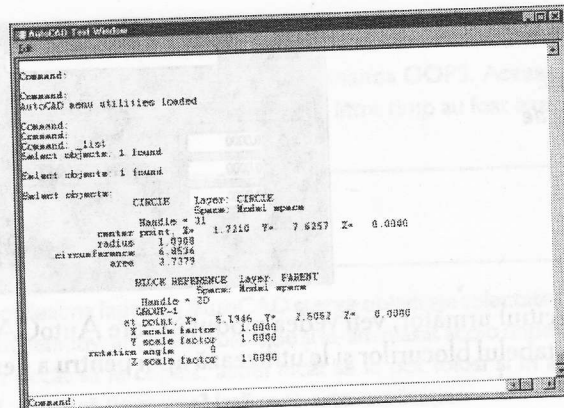 AutoCAD Text Window
Edit
Command:
Command:
AutoCAD menu utilities loaded
Command:
Command:
Command: _list
Select objects: 1 found
Select objects: 1 found
Select objects:
CIRCLE Layer: CIRCLE
Space: Model space
Handle = 31
center point, X= 1.7210 Y= 7.6257 Z= 0.0000
radius 1.0908
circumference 6.8536
area 3.7379
BLOCK REFERENCE Layer: PARENT
Space: Model space
Handle = 2D
GROUP-1
at point, X= 5.1946 Y= 2.5052 Z= 0.0000
X scale factor 1.0000
Y scale factor 1.0000
rotation angle 0
Z scale factor 1.0000
Command: